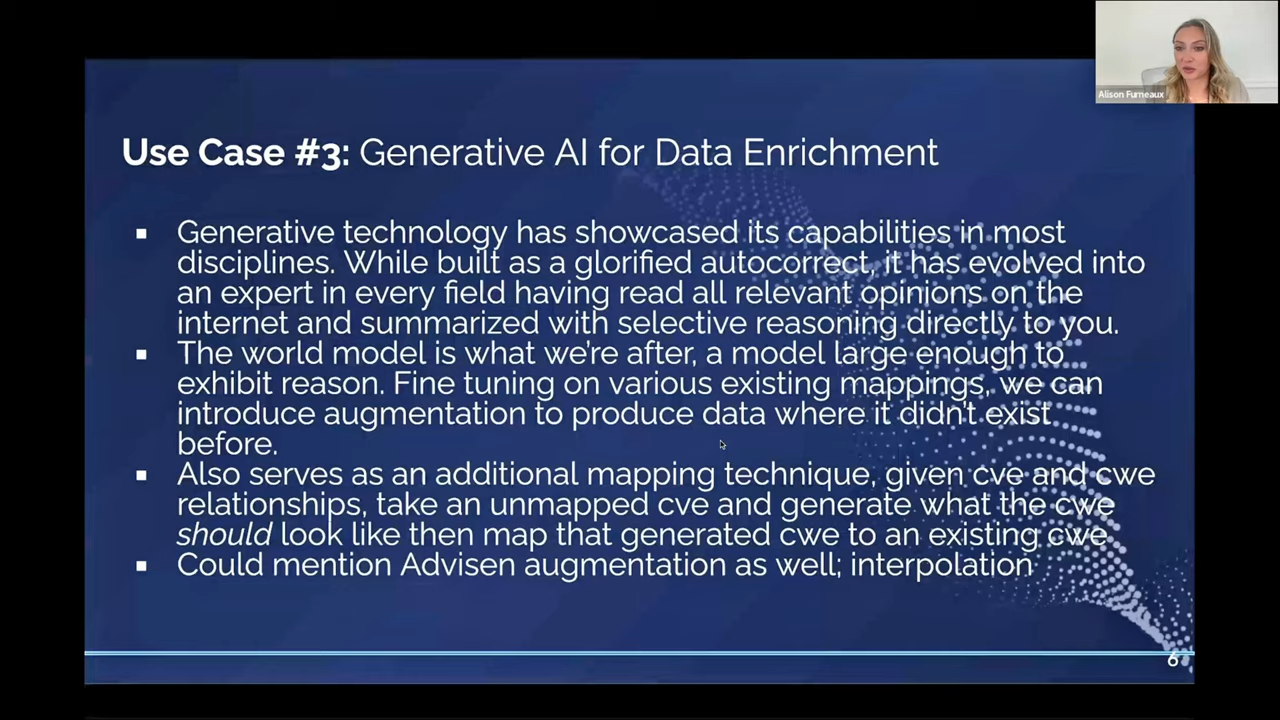 Alison Furneaux
Use Case #3: Generative AI for Data Enrichment
Generative technology has showcased its capabilities in most
disciplines. While built as a glorified autocorrect, it has evolved into
an expert in every field having read all relevant opinions on the
internet and summarized with selective reasoning directly to you.
The world model is what we're after, a model large enough to
exhibit reason. Fine tuning on various existing mappings, we can
introduce augmentation to produce data where it didn't exist
before.
Also serves as an additional mapping technique, given cve and cwe
relationships, take an unmapped cve and generate what the cwe
should look like then map that generated cwe to an existing cwe
Could mention Advisen augmentation as well; interpolation
6